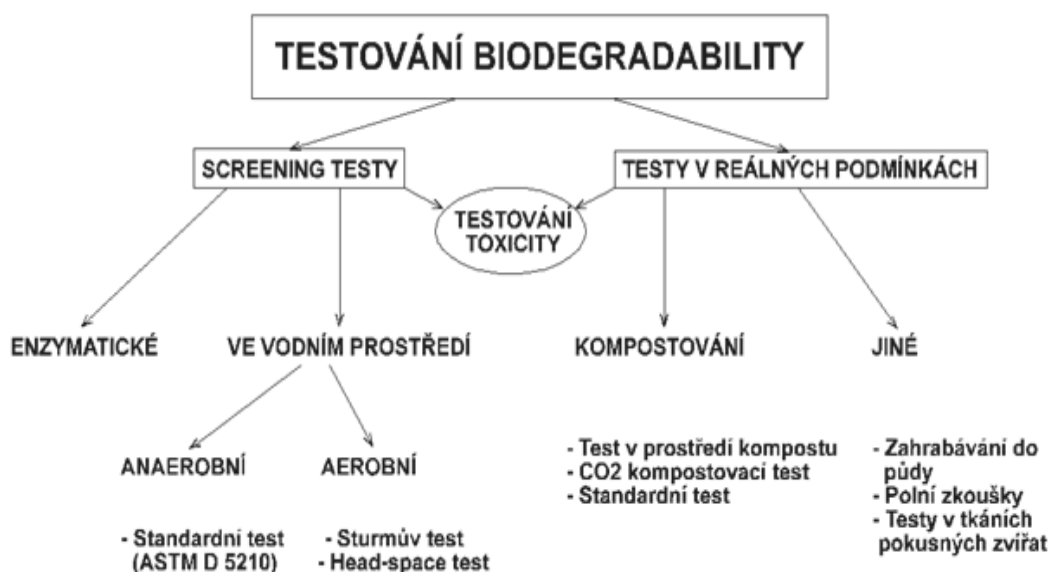 TESTOVÁNÍ BIODEGRADABILITY
SCREENING TESTY
TESTY V REÁLNÝCH PODMÍNKÁCH
TESTOVÁNÍ
TOXICITY
ENZYMATICKÉ
VE VODNÍM PROSTŘEDÍ
KOMPOSTOVÁNÍ
JINÉ
ANAEROBNÍ
AEROBNÍ
- Standardní test
(ASTM D 5210)
- Sturmův test
- Head-space test
- Test v prostředí kompostu
- CO2 kompostovací test
- Standardní test
- Zahrabávání do
půdy
- Polní zkoušky
- Testy v tkáních
pokusných zvířat